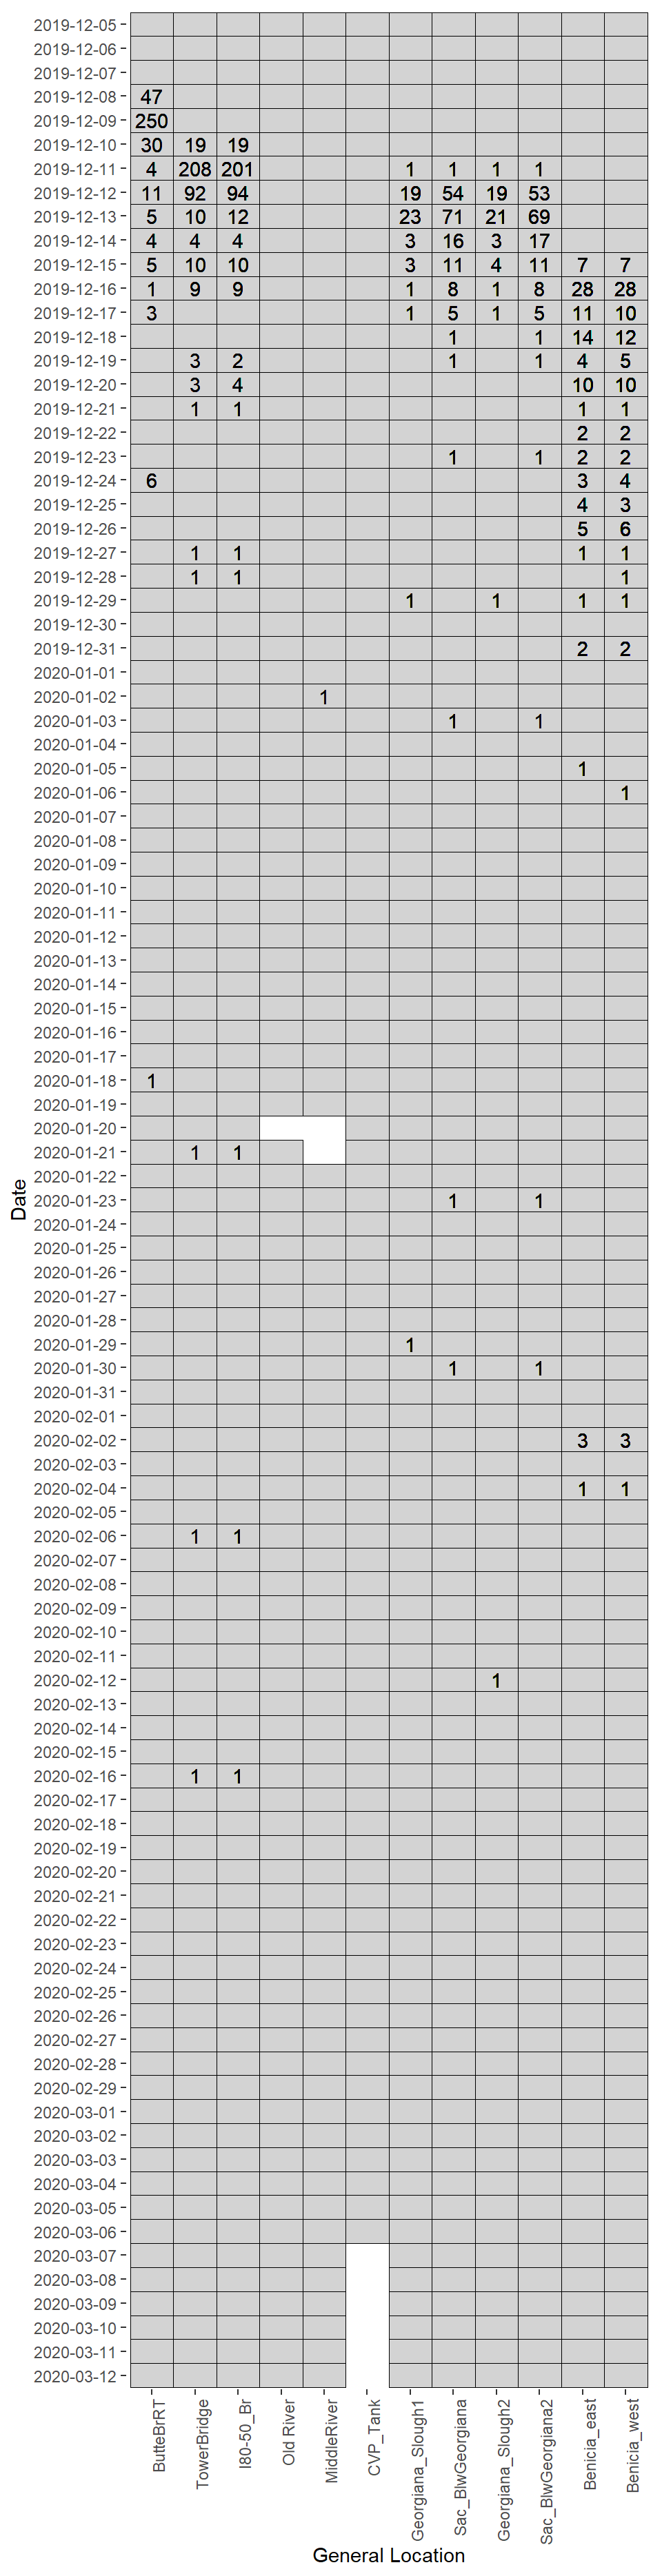 2019-12-05
2019-12-06
2019-12-07
2019-12-08 47
2019-12-09 250
2019-12-10 30 19 19
2019-12-11 4 208 201 1 1 1 1
2019-12-12 11 92 94 19 54 19 53
2019-12-13 5 10 12 23 71 21 69
2019-12-14 4 4 4 3 16 3 17
2019-12-15 5 10 10 3 11 4 11 7 7
2019-12-16 1 9 9 1 8 1 8 28 28
2019-12-17 3 1 5 1 5 11 10
2019-12-18 1 1 14 12
2019-12-19 3 2 1 1 4 5
2019-12-20 3 4 10 10
2019-12-21 1 1 1 1
2019-12-22 2 2
2019-12-23 1 1 2 2
2019-12-24 6 3 4
2019-12-25 4 3
2019-12-26 5 6
2019-12-27 1 1 1 1
2019-12-28 1 1 1
2019-12-29 1 1 1 1
2019-12-30
2019-12-31 2 2
2020-01-01
2020-01-02 1
2020-01-03 1 1
2020-01-04
2020-01-05 1
2020-01-06 1
2020-01-07
2020-01-08
2020-01-09
2020-01-10
2020-01-11
2020-01-12
2020-01-13
2020-01-14
2020-01-15
2020-01-16
2020-01-17
2020-01-18 1
2020-01-19
2020-01-20
2020-01-21 1 1
2020-01-22
2020-01-23 1 1
2020-01-24
2020-01-25
2020-01-26
2020-01-27
2020-01-28
2020-01-29 1
2020-01-30 1 1
2020-01-31
2020-02-01
2020-02-02 3 3
2020-02-03
2020-02-04 1 1
2020-02-05
2020-02-06 1 1
2020-02-07
2020-02-08
2020-02-09
2020-02-10
2020-02-11
2020-02-12 1
2020-02-13
2020-02-14
2020-02-15
2020-02-16 1 1
2020-02-17
2020-02-18
2020-02-19
2020-02-20
2020-02-21
2020-02-22
2020-02-23
2020-02-24
2020-02-25
2020-02-26
2020-02-27
2020-02-28
2020-02-29
2020-03-01
2020-03-02
2020-03-03
2020-03-04
2020-03-05
2020-03-06
2020-03-07
2020-03-08
2020-03-09
2020-03-10
2020-03-11
2020-03-12
Date
ButteBrRT
TowerBridge
I80-50_Br
Old River
MiddleRiver
CVP_Tank
Georgiana_Slough1
Sac_BlwGeorgiana
Georgiana_Slough2
Sac_BlwGeorgiana2
Benicia_east
Benicia_west
General Location